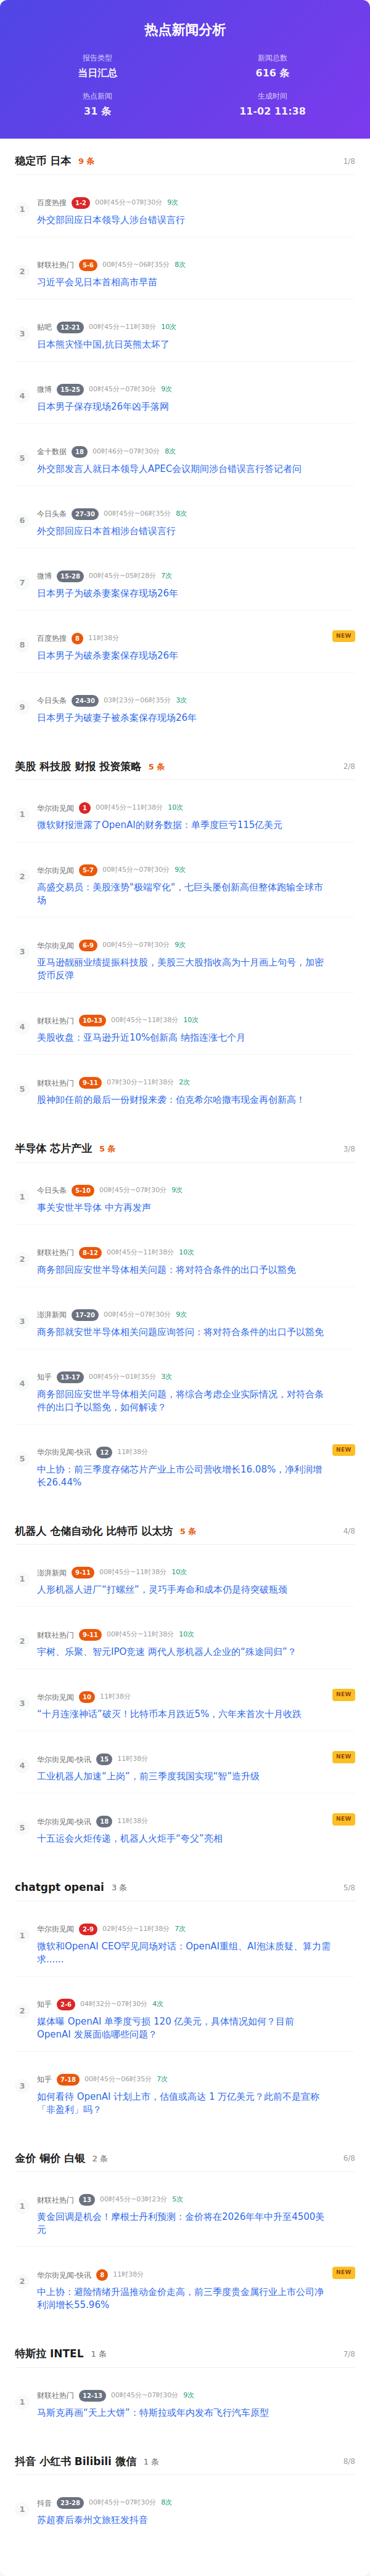 热点新闻分析
报告类型
当日汇总
新闻总数
616 条
热点新闻
31 条
生成时间
11-02 11:38
稳定币 日本 9 条 1/8
1
百度热搜 1-2 00时45分~07时30分 9次
外交部回应日本领导人涉台错误言行
2
财联社热门 5-6 00时45分~06时35分 8次
习近平会见日本首相高市早苗
3
贴吧 12-21 00时45分~11时38分 10次
日本熊灾怪中国,抗日英熊太坏了
4
微博 15-25 00时45分~07时30分 9次
日本男子保存现场26年凶手落网
5
金十数据 18 00时46分~07时30分 8次
外交部发言人就日本领导人APEC会议期间涉台错误言行答记者问
6
今日头条 27-30 00时45分~06时35分 8次
外交部回应日本首相涉台错误言行
7
微博 15-28 00时45分~05时28分 7次
日本男子为破杀妻案保存现场26年
8
百度热搜 8 11时38分 NEW
日本男子为破杀妻案保存现场26年
9
今日头条 24-30 03时23分~06时35分 3次
日本男子为破妻子被杀案保存现场26年
美股 科技股 财报 投资策略 5 条 2/8
1
华尔街见闻 1 00时45分~11时38分 10次
微软财报泄露了OpenAI的财务数据：单季度巨亏115亿美元
2
华尔街见闻 5-7 00时45分~07时30分 9次
高盛交易员：美股涨势"极端窄化"，七巨头屡创新高但整体跑输全球市
场
3
华尔街见闻 6-9 00时45分~07时30分 9次
亚马逊靓丽业绩提振科技股，美股三大股指收高为十月画上句号，加密
货币反弹
4
财联社热门 10-13 00时45分~11时38分 10次
美股收盘：亚马逊升近10%创新高 纳指连涨七个月
5
财联社热门 9-11 07时30分~11时38分 2次
股神卸任前的最后一份财报来袭：伯克希尔哈撒韦现金再创新高！
半导体 芯片产业 5 条 3/8
1
今日头条 5-10 00时45分~07时30分 9次
事关安世半导体 中方再发声
2
财联社热门 8-12 00时45分~11时38分 10次
商务部回应安世半导体相关问题：将对符合条件的出口予以豁免
3
澎湃新闻 17-20 00时45分~07时30分 9次
商务部就安世半导体相关问题应询答问：将对符合条件的出口予以豁免
4
知乎 13-17 00时45分~01时35分 3次
商务部回应安世半导体相关问题，将综合考虑企业实际情况，对符合条
件的出口予以豁免，如何解读？
5
华尔街见闻-快讯 12 11时38分 NEW
中上协：前三季度存储芯片产业上市公司营收增长16.08%，净利润增
长26.44%
机器人 仓储自动化 比特币 以太坊 5 条 4/8
1
澎湃新闻 9-11 00时45分~11时38分 10次
人形机器人进厂“打螺丝”，灵巧手寿命和成本仍是待突破瓶颈
2
财联社热门 9-11 00时45分~11时38分 10次
宇树、乐聚、智元IPO竞速 两代人形机器人企业的“殊途同归”？
3
华尔街见闻 10 11时38分 NEW
“十月连涨神话”破灭！比特币本月跌近5%，六年来首次十月收跌
4
华尔街见闻-快讯 15 11时38分 NEW
工业机器人加速“上岗”，前三季度我国实现“智”造升级
5
华尔街见闻-快讯 18 11时38分 NEW
十五运会火炬传递，机器人火炬手“夸父”亮相
chatgpt openai 3 条 5/8
1
华尔街见闻 2-9 02时45分~11时38分 7次
微软和OpenAI CEO罕见同场对话：OpenAI重组、AI泡沫质疑、算力需
求……
2
知乎 2-6 04时32分~07时30分 4次
媒体曝 OpenAI 单季度亏损 120 亿美元，具体情况如何？目前
OpenAI 发展面临哪些问题？
3
知乎 7-18 00时45分~06时35分 7次
如何看待 OpenAI 计划上市，估值或高达 1 万亿美元？此前不是宣称
「非盈利」吗？
金价 铜价 白银 2 条 6/8
1
财联社热门 13 00时45分~03时23分 5次
黄金回调是机会！摩根士丹利预测：金价将在2026年年中升至4500美
元
2
华尔街见闻-快讯 8 11时38分 NEW
中上协：避险情绪升温推动金价走高，前三季度贵金属行业上市公司净
利润增长55.96%
特斯拉 INTEL 1 条 7/8
1
财联社热门 12-13 00时45分~07时30分 9次
马斯克再画“天上大饼”：特斯拉或年内发布飞行汽车原型
抖音 小红书 Bilibili 微信 1 条 8/8
1
抖音 23-28 00时45分~07时30分 8次
苏超赛后泰州文旅狂发抖音